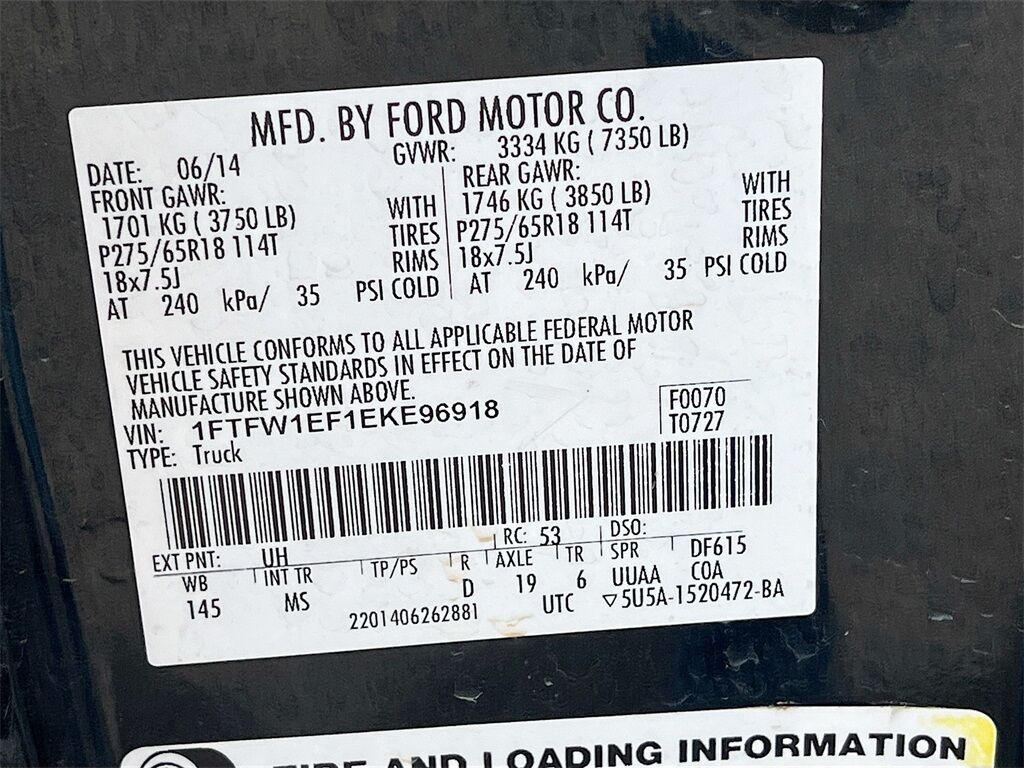 MFD. BY FORD MOTOR CO.
DATE: 06/14 GVWR: 3334 KG ( 7350 LB)
FRONT GAWR: REAR GAWR:
1701 KG ( 3750 LB) WITH 1746 KG ( 3850 LB) WITH
P275/65R18 114T TIRES P275/65R18 114T TIRES
18x7.5J RIMS 18x7.5J RIMS
AT 240 kPa/ 35 PSI COLD AT 240 kPa/ 35 PSI COLD
THIS VEHICLE CONFORMS TO ALL APPLICABLE FEDERAL MOTOR
VEHICLE SAFETY STANDARDS IN EFFECT ON THE DATE OF
MANUFACTURE SHOWN ABOVE.
VIN: 1FTFW1EF1EKE96918 F0070
TYPE: Truck T0727
EXT PNT: UH RC: 53 DSO:
WB INT TR TP/PS R AXLE TR SPR DF615
145 MS D 19 6 UUAA COA
2201406262881 UTC ▽5U5A-1520472-BA
TIRE AND LOADING INFORMATION